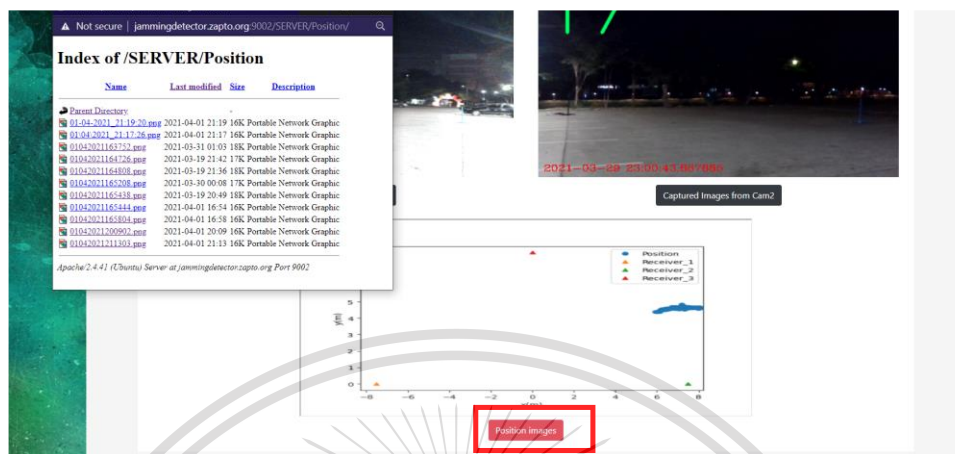 Not secure | jammingdetector.zapto.org:9002/SERVER/Position/
Index of /SERVER/Position
Name Last modified Size Description
Parent Directory -
01-04-2021_21:19:20.png 2021-04-01 21:19 16K Portable Network Graphic
01\04\2021_21:17:26.png 2021-04-01 21:17 16K Portable Network Graphic
01042021163752.png 2021-03-31 01:03 18K Portable Network Graphic
01042021164726.png 2021-03-19 21:42 17K Portable Network Graphic
01042021164808.png 2021-03-19 21:36 18K Portable Network Graphic
01042021165208.png 2021-03-30 00:08 17K Portable Network Graphic
01042021165438.png 2021-03-19 20:49 18K Portable Network Graphic
01042021165444.png 2021-04-01 16:54 16K Portable Network Graphic
01042021165804.png 2021-04-01 16:58 16K Portable Network Graphic
01042021200902.png 2021-04-01 20:09 16K Portable Network Graphic
01042021211303.png 2021-04-01 21:13 16K Portable Network Graphic
Apache/2.4.41 (Ubuntu) Server at jammingdetector.zapto.org Port 9002
Captured Images from Cam2
Position
Receiver_1
Receiver_2
Receiver_3
5
4
3
2
1
0
y(m)
-8 -6 -4 -2 0 2 4 6 8
x(m)
Position images